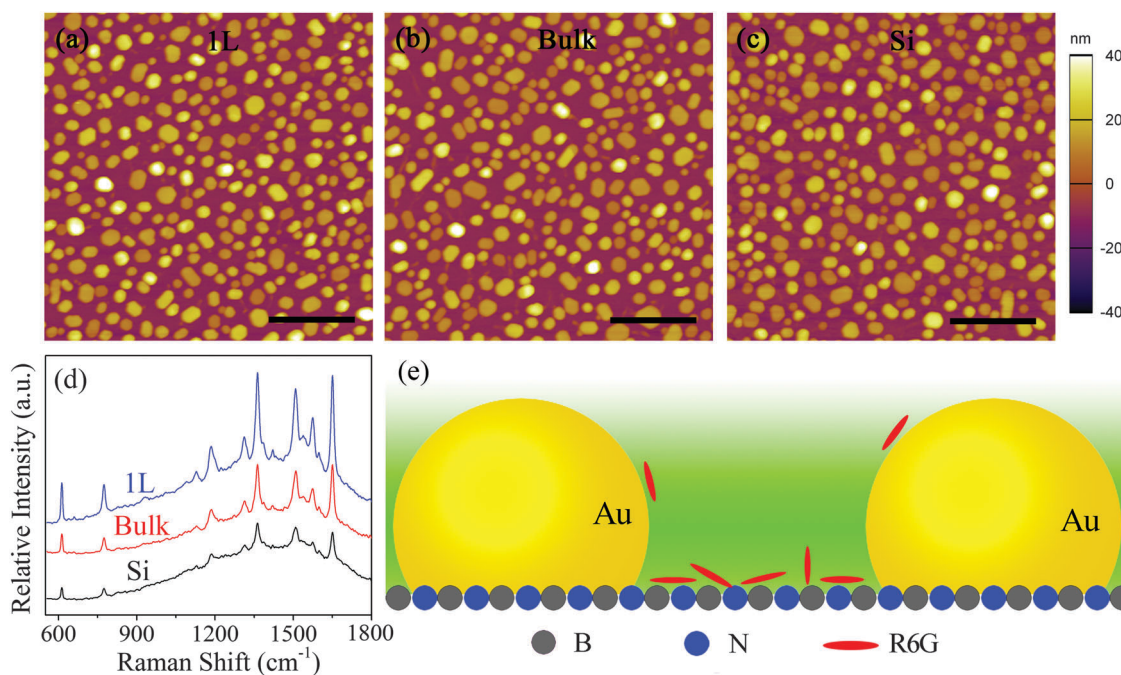 (a)
1L
(b)
Bulk
(c)
Si
nm
40
20
0
-20
-40
(d)
Relative Intensity (a.u.)
1L
Bulk
Si
600 900 1200 1500 1800
Raman Shift (cm⁻¹)
(e)
Au
Au
B
N
R6G